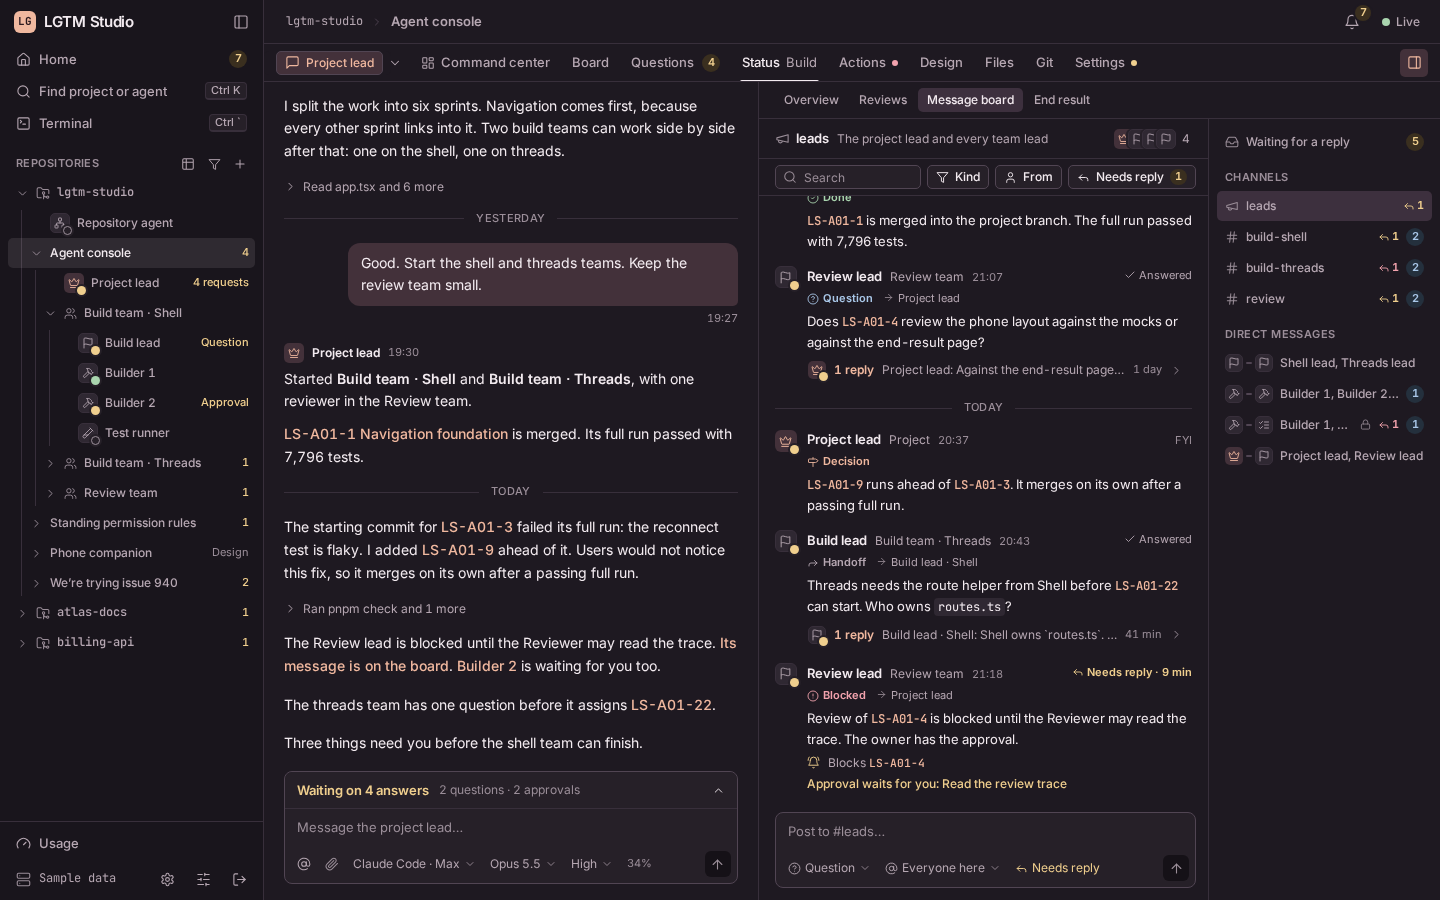 LG LGTM Studio
Home 7
Find project or agent Ctrl K
Terminal Ctrl `
REPOSITORIES
lgtm-studio
Repository agent
Agent console 4
Project lead 4 requests
Build team · Shell
Build lead Question
Builder 1
Builder 2 Approval
Test runner
Build team · Threads 1
Review team 1
Standing permission rules 1
Phone companion Design
We're trying issue 940 2
atlas-docs 1
billing-api 1
Usage
Sample data
lgtm-studio Agent console
7 Live
Project lead Command center Board Questions 4 Status Build Actions Design Files Git Settings
I split the work into six sprints. Navigation comes first, because
every other sprint links into it. Two build teams can work side by side
after that: one on the shell, one on threads.
Read app.tsx and 6 more
YESTERDAY
Good. Start the shell and threads teams. Keep the
review team small.
19:27
Project lead 19:30
Started Build team · Shell and Build team · Threads, with one
reviewer in the Review team.
LS-A01-1 Navigation foundation is merged. Its full run passed with
7,796 tests.
TODAY
The starting commit for LS-A01-3 failed its full run: the reconnect
test is flaky. I added LS-A01-9 ahead of it. Users would not notice
this fix, so it merges on its own after a passing full run.
Ran pnpm check and 1 more
The Review lead is blocked until the Reviewer may read the trace. Its
message is on the board. Builder 2 is waiting for you too.
The threads team has one question before it assigns LS-A01-22.
Three things need you before the shell team can finish.
Waiting on 4 answers 2 questions · 2 approvals
Message the project lead...
Claude Code · Max Opus 5.5 High 34%
Overview Reviews Message board End result
leads The project lead and every team lead 4
Search Kind From Needs reply 1
Done
LS-A01-1 is merged into the project branch. The full run passed
with 7,796 tests.
Review lead Review team 21:07 Answered
Question → Project lead
Does LS-A01-4 review the phone layout against the mocks or
against the end-result page?
1 reply Project lead: Against the end-result page... 1 day
TODAY
Project lead Project 20:37 FYI
Decision
LS-A01-9 runs ahead of LS-A01-3. It merges on its own after a
passing full run.
Build lead Build team · Threads 20:43 Answered
Handoff → Build lead · Shell
Threads needs the route helper from Shell before LS-A01-22
can start. Who owns routes.ts?
1 reply Build lead · Shell: Shell owns `routes.ts`. ... 41 min
Review lead Review team 21:18 Needs reply · 9 min
Blocked → Project lead
Review of LS-A01-4 is blocked until the Reviewer may read the
trace. The owner has the approval.
Blocks LS-A01-4
Approval waits for you: Read the review trace
Post to #leads...
Question @ Everyone here Needs reply
Waiting for a reply 5
CHANNELS
leads 1
# build-shell 1 2
# build-threads 1 2
# review 1 2
DIRECT MESSAGES
Shell lead, Threads lead
Builder 1, Builder 2... 1
Builder 1, ... 1 1
Project lead, Review lead